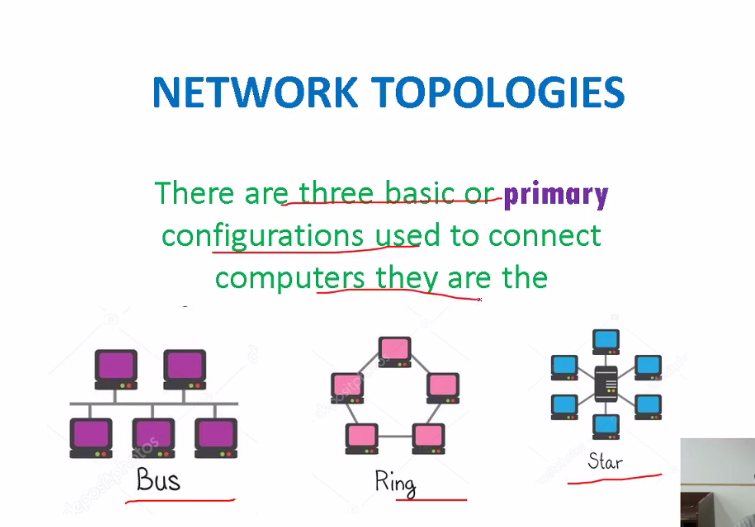 NETWORK TOPOLOGIES
There are three basic or primary
configurations used to connect
computers they are the
Bus
Ring
Star